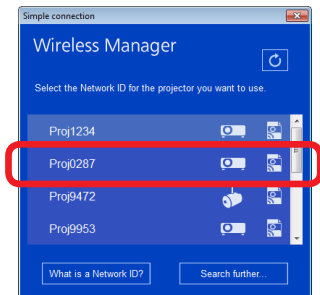 Simple connection
Wireless Manager
Select the Network ID for the projector you want to use.
Proj1234
Proj0287
Proj9472
Proj9953
What is a Network ID?
Search further...